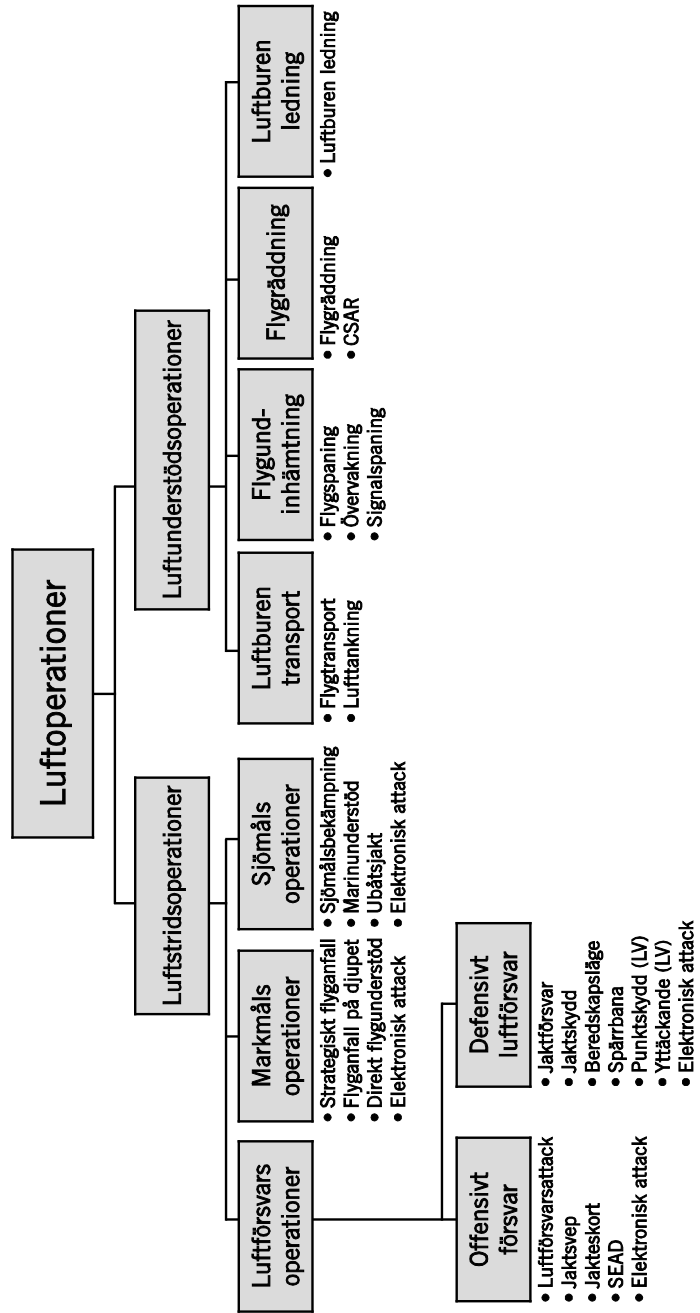 Luftoperationer
Luftstridsoperationer
Luftunderstödsoperationer
Luftförsvars
operationer
Markmåls
operationer
• Strategiskt flyganfall
• Flyganfall på djupet
• Direkt flygunderstöd
• Elektronisk attack
Sjömåls
operationer
• Sjömålsbekämpning
• Marinunderstöd
• Ubåtsjakt
• Elektronisk attack
Luftburen
transport
• Flygtransport
• Lufttankning
Flygund-
inhämtning
• Flygspaning
• Övervakning
• Signalspaning
Flygräddning
• Flygräddning
• CSAR
Luftburen
ledning
• Luftburen ledning
Offensivt
försvar
• Luftförsvarsattack
• Jaktsvep
• Jakteskort
• SEAD
• Elektronisk attack
Defensivt
luftförsvar
• Jaktförsvar
• Jaktskydd
• Beredskapsläge
• Spärrbana
• Punktskydd (LV)
• Yttäckande (LV)
• Elektronisk attack